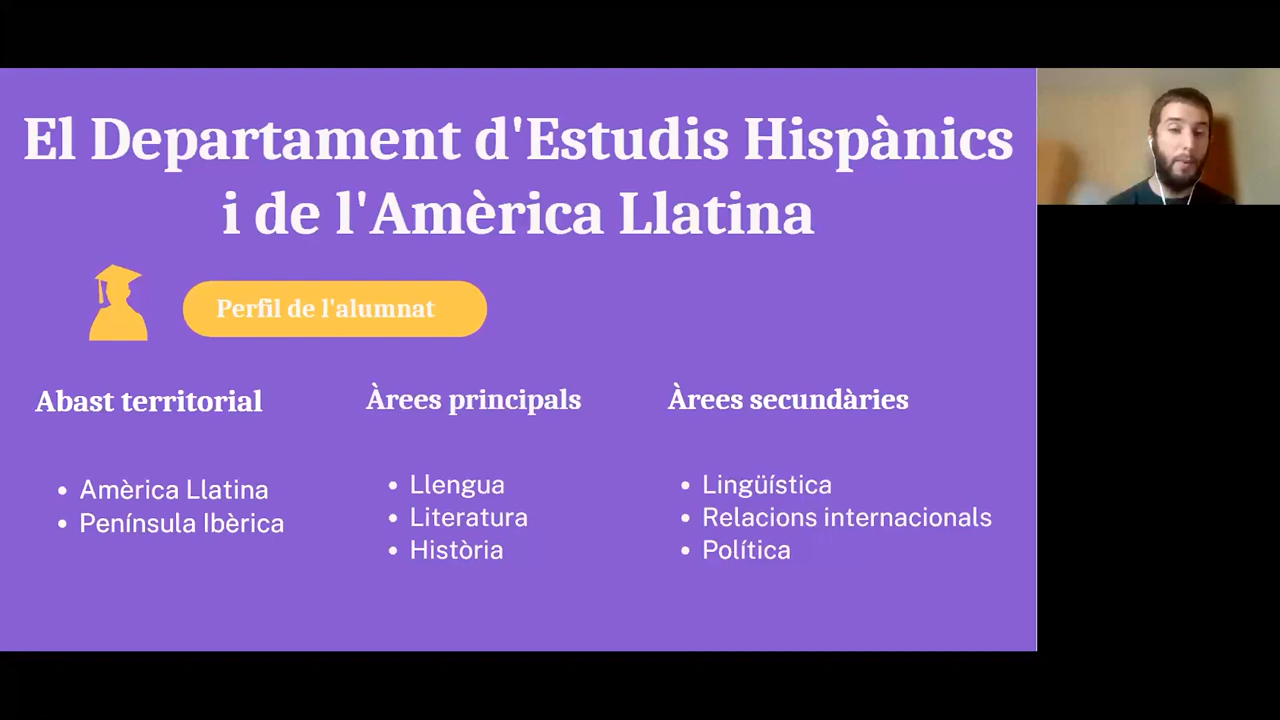 El Departament d'Estudis Hispànics
i de l'Amèrica Llatina
Perfil de l'alumnat
Abast territorial
• Amèrica Llatina
• Península Ibèrica
Àrees principals
• Llengua
• Literatura
• Història
Àrees secundàries
• Lingüística
• Relacions internacionals
• Política